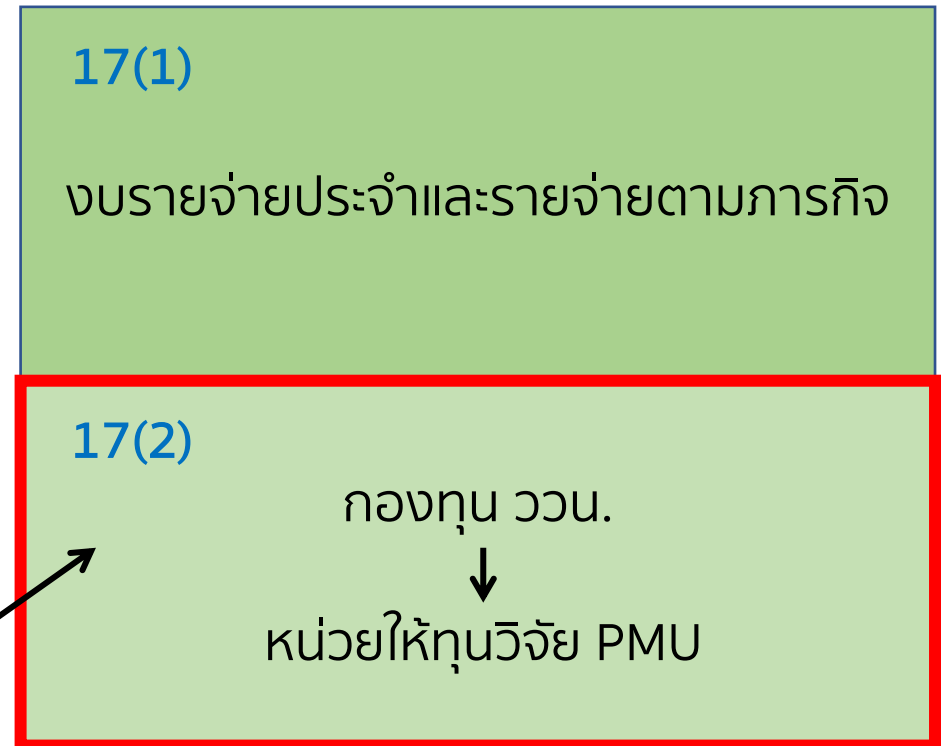 17(1)
งบรายจ่ายประจำและรายจ่ายตามภารกิจ
17(2)
กองทุน ววน.
หน่วยให้ทุนวิจัย PMU